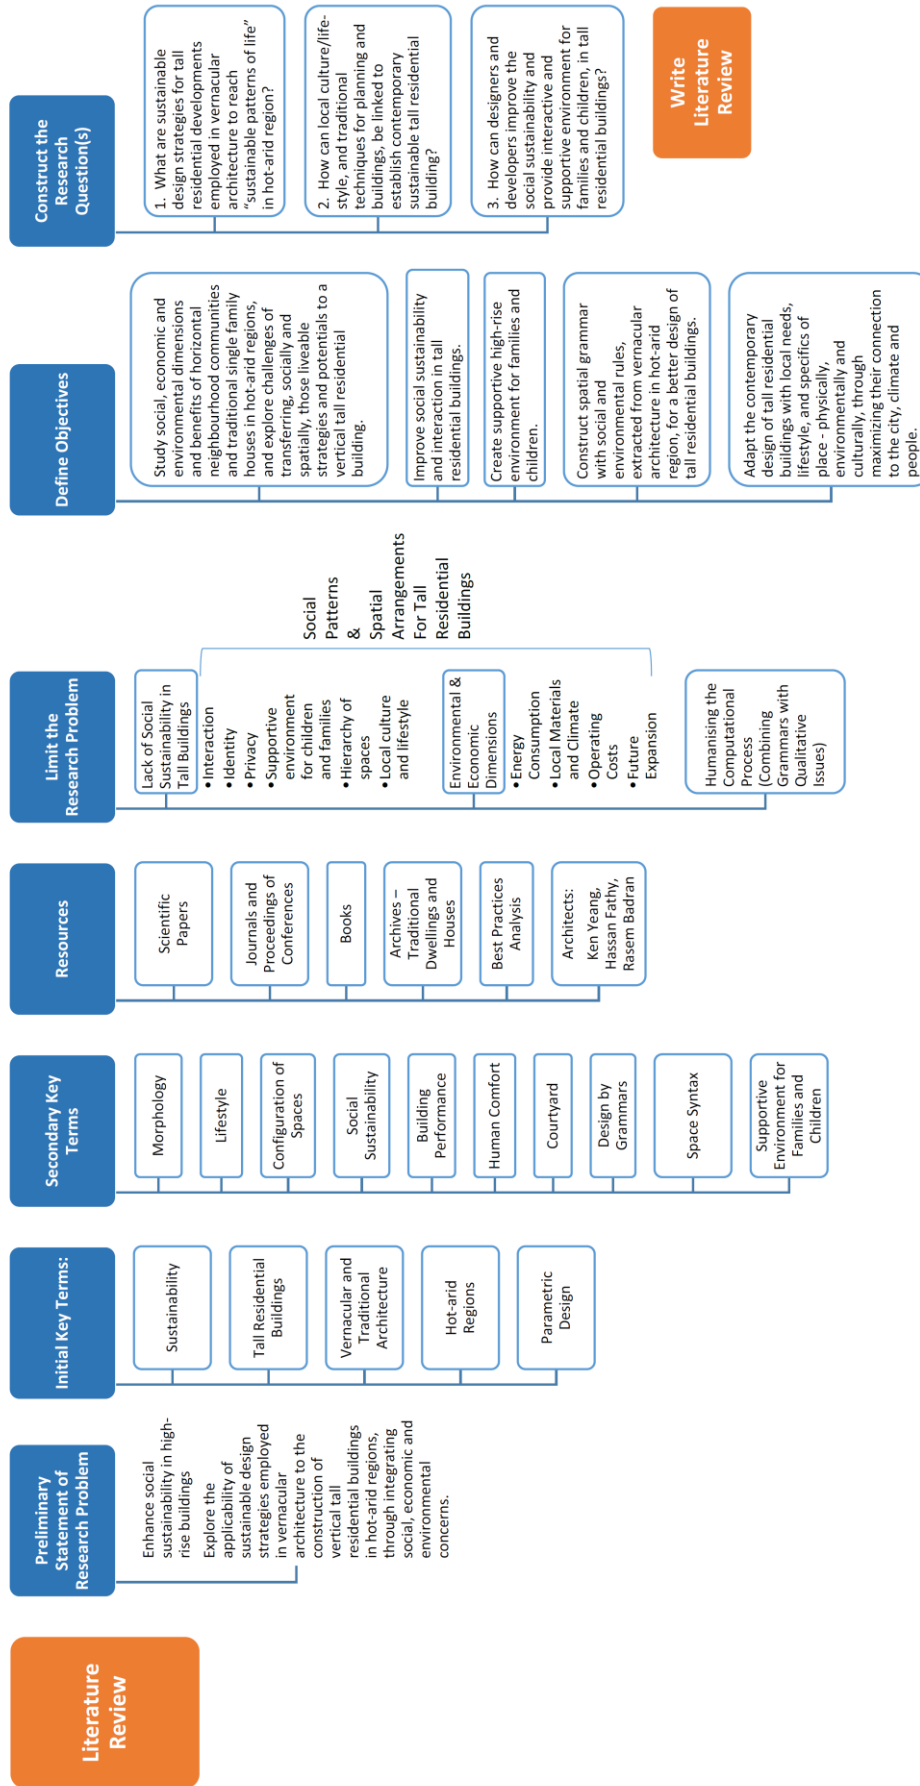 Literature
Review
Preliminary
Statement of
Research Problem
Enhance social
sustainability in high-
rise buildings
Explore the
applicability of
sustainable design
strategies employed
in vernacular
architecture to the
construction of
vertical tall
residential buildings
in hot-arid regions,
through integrating
social, economic and
environmental
concerns.
Initial Key Terms:
Sustainability
Tall Residential
Buildings
Vernacular and
Traditional
Architecture
Hot-arid
Regions
Parametric
Design
Secondary Key
Terms
Morphology
Lifestyle
Configuration of
Spaces
Social
Sustainability
Building
Performance
Human Comfort
Courtyard
Design by
Grammars
Space Syntax
Supportive
Environment for
Families and
Children
Resources
Scientific
Papers
Journals and
Proceedings of
Conferences
Books
Archives –
Traditional
Dwellings and
Houses
Best Practices
Analysis
Architects:
Ken Yeang,
Hassan Fathy,
Rasem Badran
Limit the
Research Problem
Lack of Social
Sustainability in
Tall Buildings
• Interaction
• Identity
• Privacy
• Supportive
environment
for children
and families
• Hierarchy of
spaces
• Local culture
and lifestyle
Environmental &
Economic
Dimensions
• Energy
Consumption
• Local Materials
and Climate
• Operating
Costs
• Future
Expansion
Humanising the
Computational
Process
(Combining
Grammars with
Qualitative
Issues)
Social
Patterns
&
Spatial
Arrangements
For Tall
Residential
Buildings
Define Objectives
Study social, economic and
environmental dimensions
and benefits of horizontal
neighbourhood communities
and traditional single family
houses in hot-arid regions,
and explore challenges of
transferring, socially and
spatially, those liveable
strategies and potentials to a
vertical tall residential
building.
Improve social sustainability
and interaction in tall
residential buildings.
Create supportive high-rise
environment for families and
children.
Construct spatial grammar
with social and
environmental rules,
extracted from vernacular
architecture in hot-arid
region, for a better design of
tall residential buildings.
Adapt the contemporary
design of tall residential
buildings with local needs,
lifestyle, and specifics of
place - physically,
environmentally and
culturally, through
maximizing their connection
to the city, climate and
people.
Construct the
Research
Question(s)
1. What are sustainable
design strategies for tall
residential developments
employed in vernacular
architecture to reach
“sustainable patterns of life”
in hot-arid region?
2. How can local culture/life-
style, and traditional
techniques for planning and
buildings, be linked to
establish contemporary
sustainable tall residential
building?
3. How can designers and
developers improve the
social sustainability and
provide interactive and
supportive environment for
families and children, in tall
residential buildings?
Write
Literature
Review